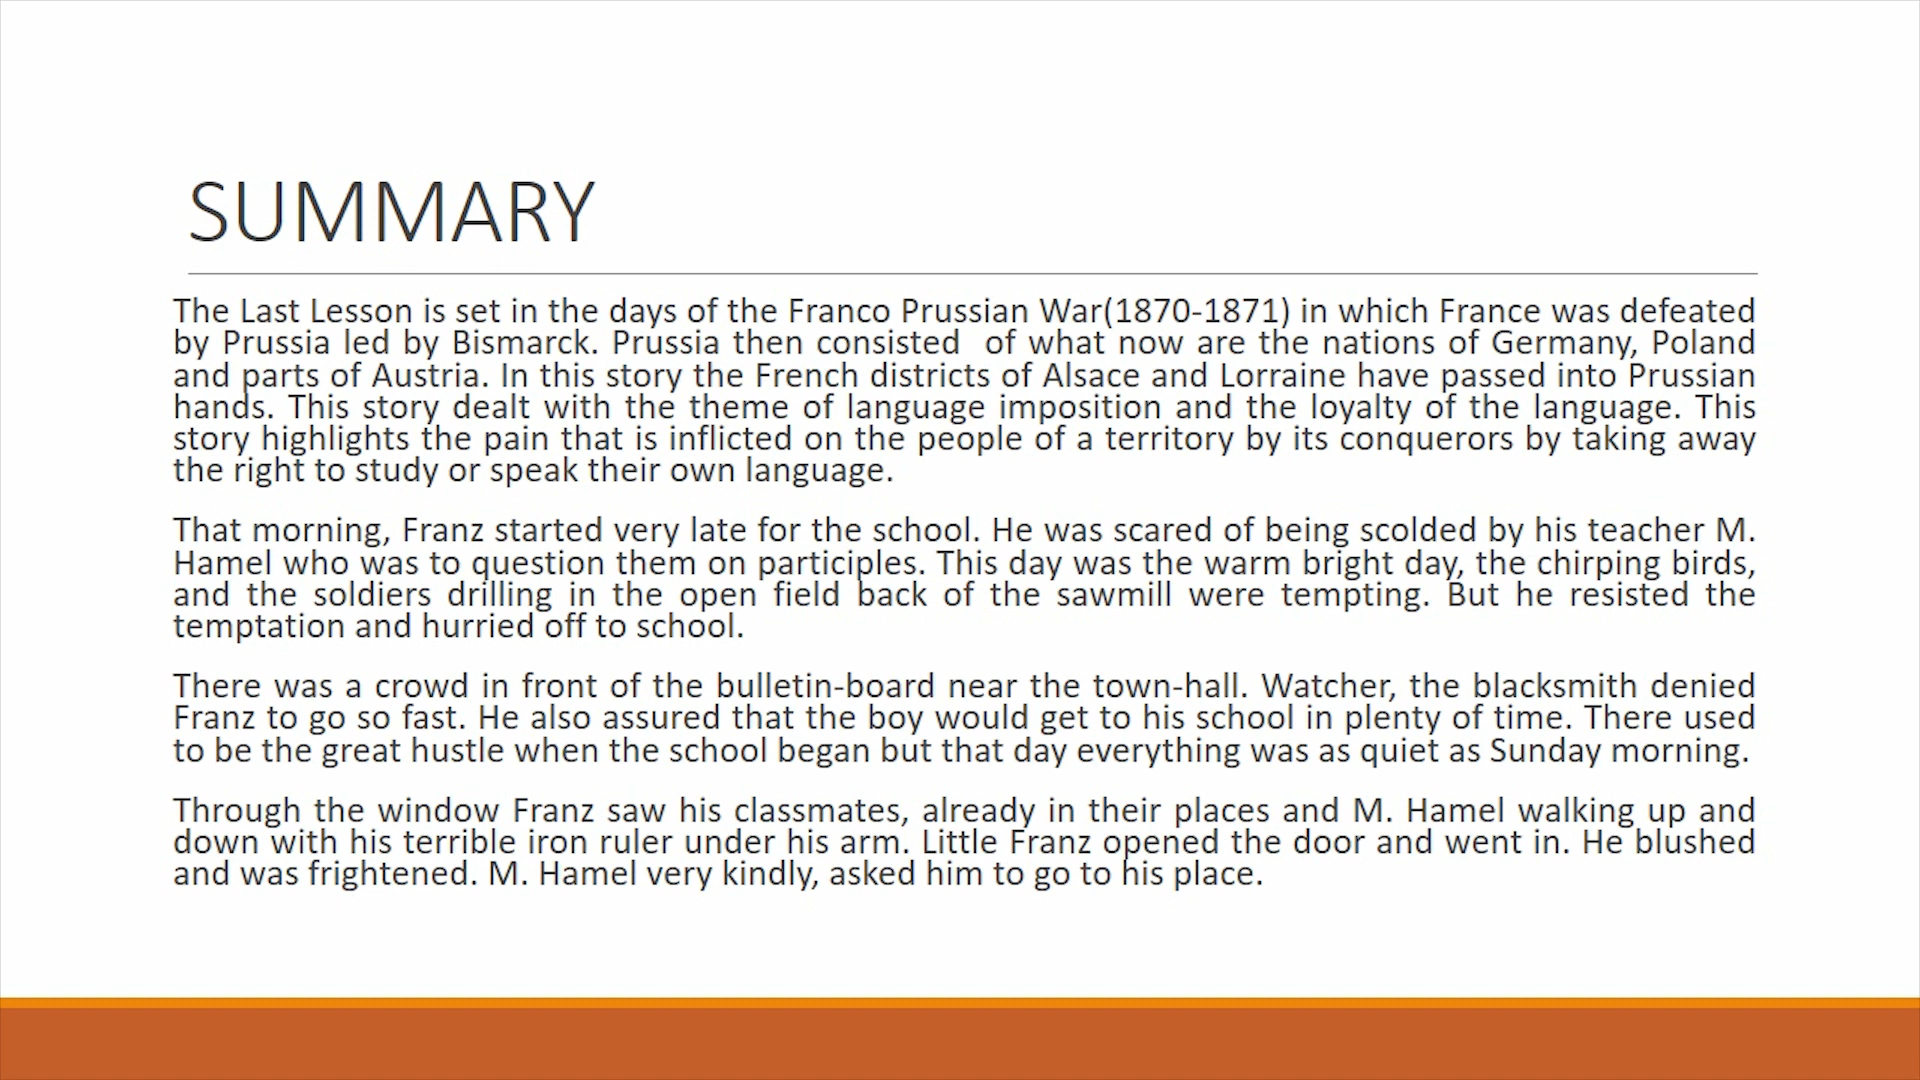 SUMMARY
The Last Lesson is set in the days of the Franco Prussian War(1870-1871) in which France was defeated
by Prussia led by Bismarck. Prussia then consisted  of what now are the nations of Germany, Poland
and parts of Austria. In this story the French districts of Alsace and Lorraine have passed into Prussian
hands. This story dealt with the theme of language imposition and the loyalty of the language. This
story highlights the pain that is inflicted on the people of a territory by its conquerors by taking away
the right to study or speak their own language.
That morning, Franz started very late for the school. He was scared of being scolded by his teacher M.
Hamel who was to question them on participles. This day was the warm bright day, the chirping birds,
and the soldiers drilling in the open field back of the sawmill were tempting. But he resisted the
temptation and hurried off to school.
There was a crowd in front of the bulletin-board near the town-hall. Watcher, the blacksmith denied
Franz to go so fast. He also assured that the boy would get to his school in plenty of time. There used
to be the great hustle when the school began but that day everything was as quiet as Sunday morning.
Through the window Franz saw his classmates, already in their places and M. Hamel walking up and
down with his terrible iron ruler under his arm. Little Franz opened the door and went in. He blushed
and was frightened. M. Hamel very kindly, asked him to go to his place.